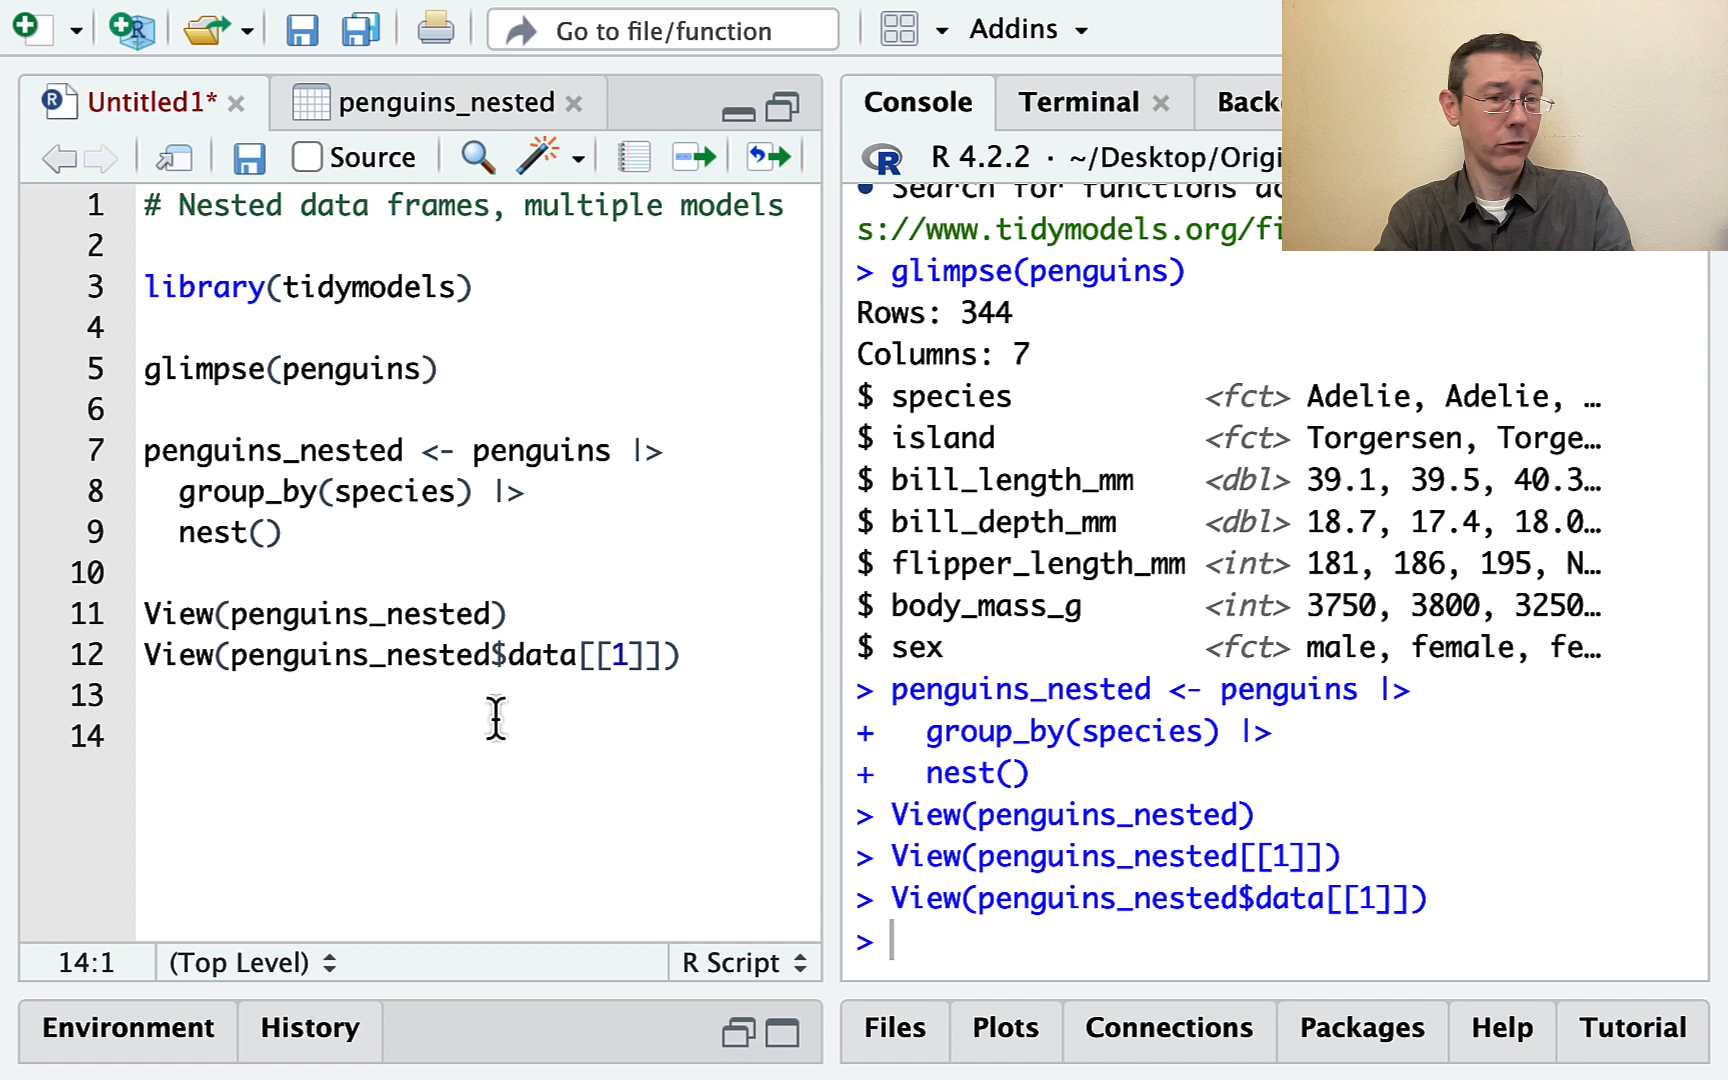 Go to file/function
Addins
Untitled1*
penguins_nested
Source
1 # Nested data frames, multiple models
2
3 library(tidymodels)
4
5 glimpse(penguins)
6
7 penguins_nested <- penguins |>
8 group_by(species) |>
9 nest()
10
11 View(penguins_nested)
12 View(penguins_nested$data[[1]])
13
14
14:1 (Top Level) R Script
Environment History
Console Terminal Back
R 4.2.2 · ~/Desktop/Origi
• Search for functions ac
s://www.tidymodels.org/fi
> glimpse(penguins)
Rows: 344
Columns: 7
$ species <fct> Adelie, Adelie, …
$ island <fct> Torgersen, Torge…
$ bill_length_mm <dbl> 39.1, 39.5, 40.3…
$ bill_depth_mm <dbl> 18.7, 17.4, 18.0…
$ flipper_length_mm <int> 181, 186, 195, N…
$ body_mass_g <int> 3750, 3800, 3250…
$ sex <fct> male, female, fe…
> penguins_nested <- penguins |>
+ group_by(species) |>
+ nest()
> View(penguins_nested)
> View(penguins_nested[[1]])
> View(penguins_nested$data[[1]])
>
Files Plots Connections Packages Help Tutorial